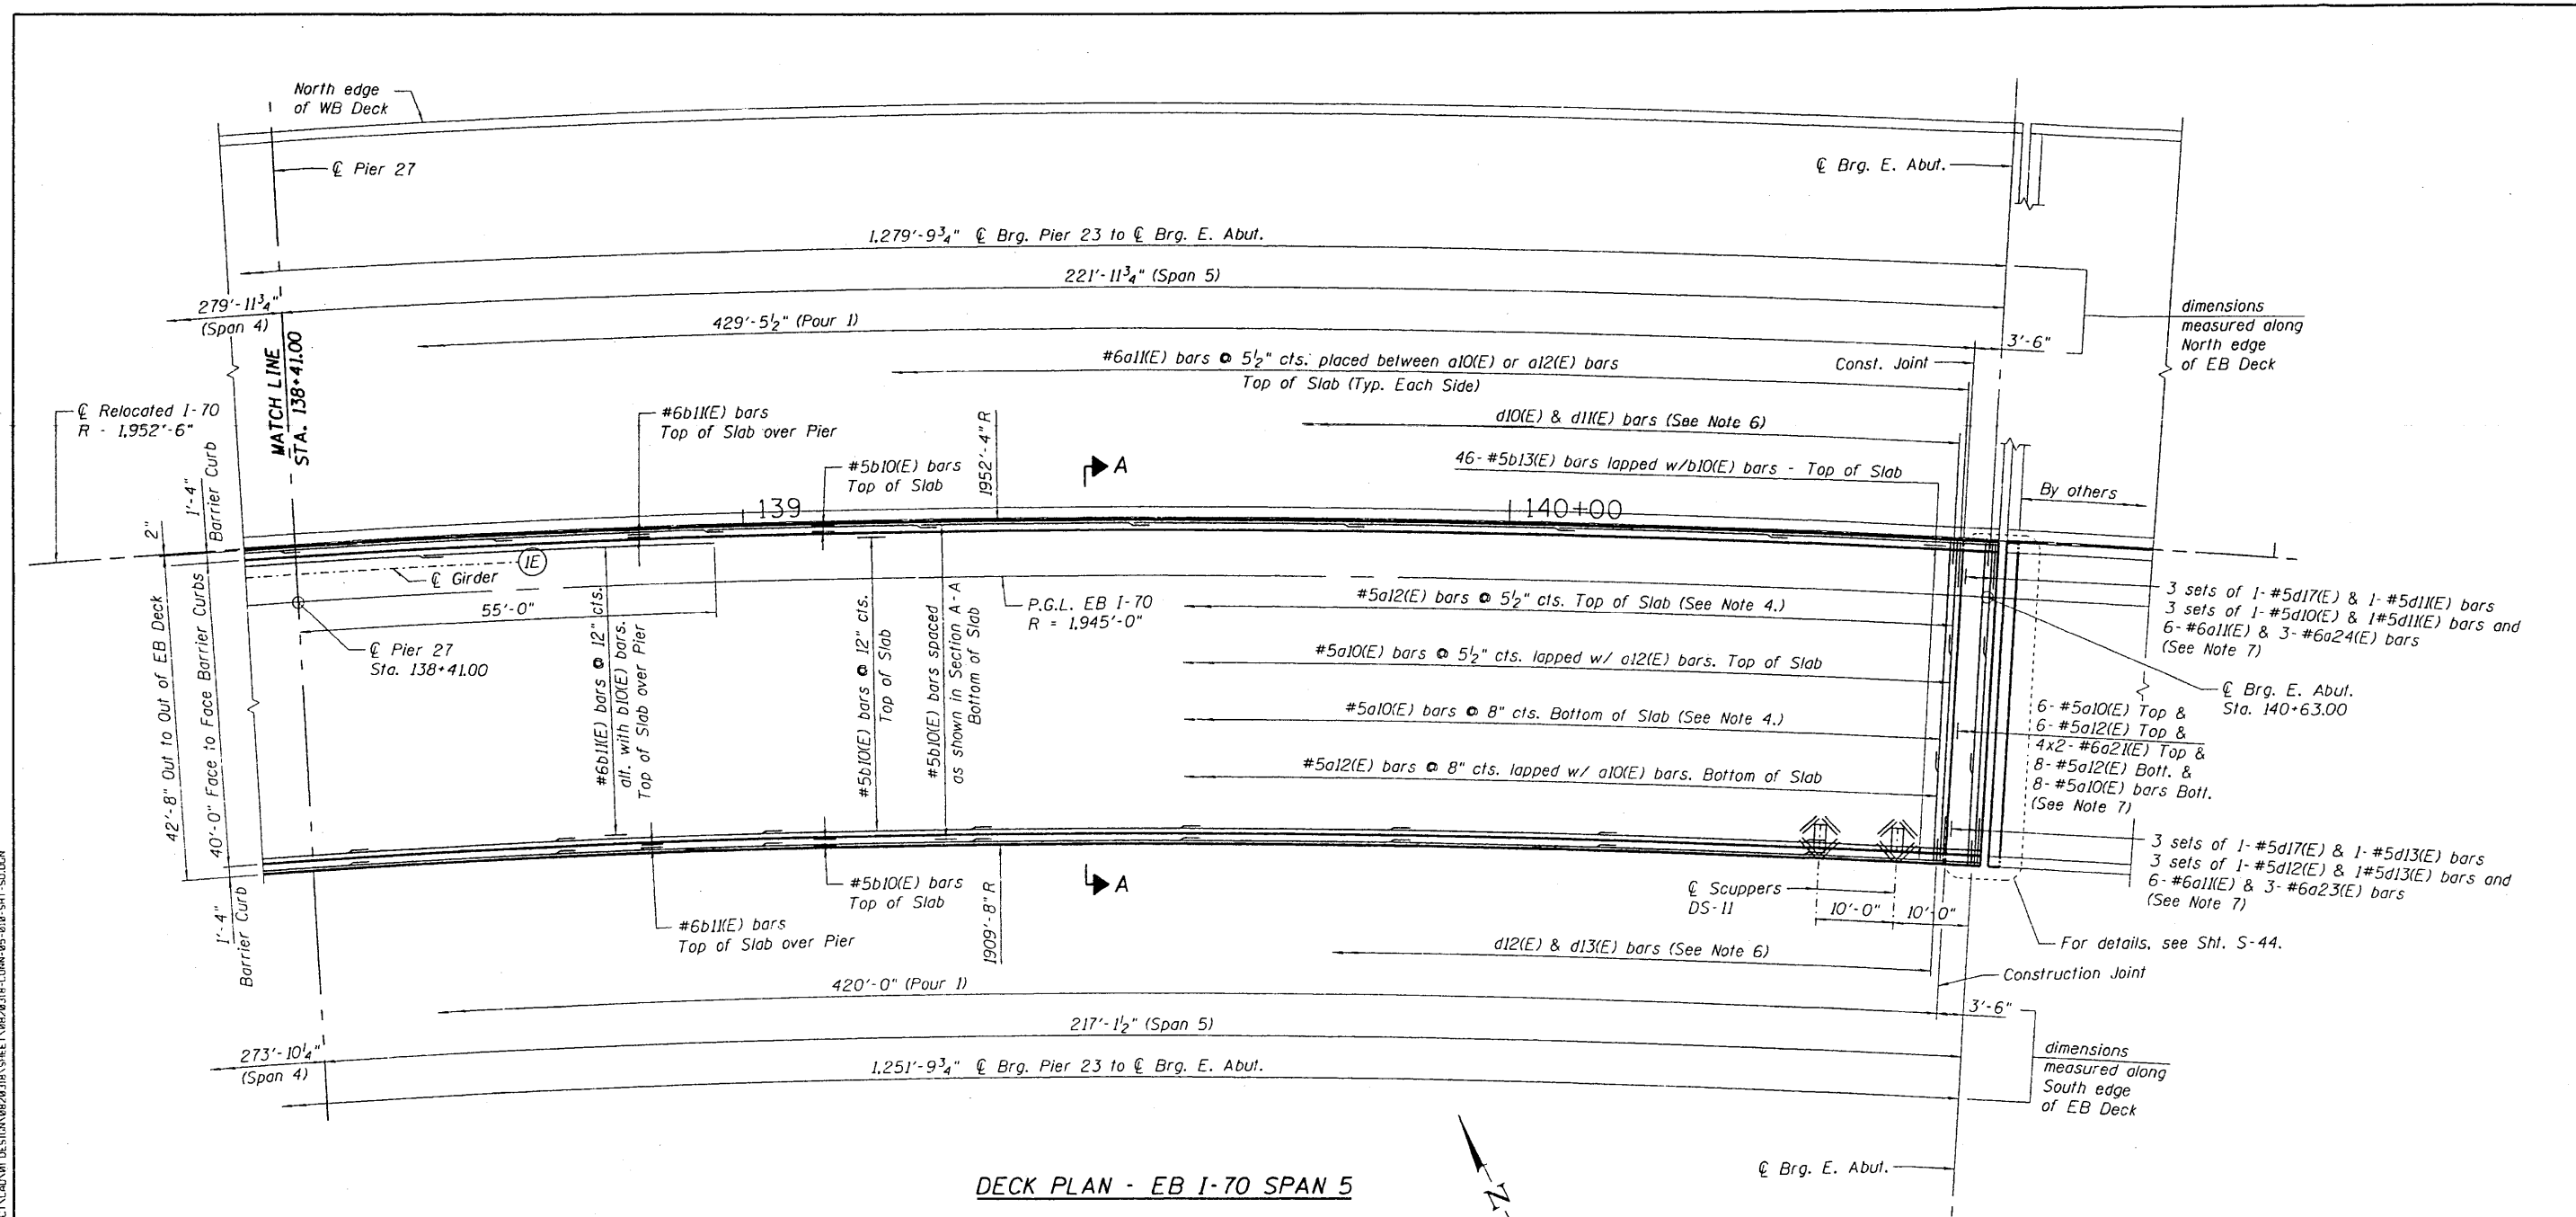 North edge
of WB Deck
℄ Pier 27
℄ Brg. E. Abut.
1,279'-9¾" ℄ Brg. Pier 23 to ℄ Brg. E. Abut.
221'-11¾" (Span 5)
279'-11¾"
(Span 4)
429'-5½" (Pour 1)
3'-6"
dimensions
measured along
North edge
of EB Deck
MATCH LINE
STA. 138+41.00
#6a11(E) bars @ 5½" cts. placed between a10(E) or a12(E) bars
Top of Slab (Typ. Each Side)
Const. Joint
℄ Relocated I-70
R - 1,952'-6"
#6b11(E) bars
Top of Slab over Pier
d10(E) & d11(E) bars (See Note 6)
#5b10(E) bars
Top of Slab
A
1952'-4" R
46- #5b13(E) bars lapped w/b10(E) bars - Top of Slab
By others
1'-4"
Barrier Curb
2"
139
140+00
1E
℄ Girder
55'-0"
℄ Pier 27
Sta. 138+41.00
P.G.L. EB I-70
R = 1,945'-0"
42'-8" Out to Out of EB Deck
40'-0" Face to Face Barrier Curbs
#6b11(E) bars @ 12" cts.
alt. with b10(E) bars.
Top of Slab over Pier
#5b10(E) bars @ 12" cts.
Top of Slab
#5b10(E) bars spaced
as shown in Section A-A
Bottom of Slab
#5a12(E) bars @ 5½" cts. Top of Slab (See Note 4.)
#5a10(E) bars @ 5½" cts. lapped w/ a12(E) bars. Top of Slab
#5a10(E) bars @ 8" cts. Bottom of Slab (See Note 4.)
#5a12(E) bars @ 8" cts. lapped w/ a10(E) bars. Bottom of Slab
3 sets of 1- #5d17(E) & 1- #5d11(E) bars
3 sets of 1- #5d10(E) & 1#5d11(E) bars and
6- #6a11(E) & 3- #6a24(E) bars
(See Note 7)
℄ Brg. E. Abut.
Sta. 140+63.00
6- #5a10(E) Top &
6- #5a12(E) Top &
4x2- #6a21(E) Top &
8- #5a12(E) Bott. &
8- #5a10(E) bars Bott.
(See Note 7)
3 sets of 1- #5d17(E) & 1- #5d13(E) bars
3 sets of 1- #5d12(E) & 1#5d13(E) bars and
6- #6a11(E) & 3- #6a23(E) bars
(See Note 7)
1'-4"
Barrier Curb
#6b11(E) bars
Top of Slab over Pier
#5b10(E) bars
Top of Slab
1909'-8" R
A
℄ Scuppers
DS-11
10'-0"
10'-0"
For details, see Sht. S-44.
d12(E) & d13(E) bars (See Note 6)
Construction Joint
420'-0" (Pour 1)
3'-6"
217'-1½" (Span 5)
273'-10¼"
(Span 4)
1,251'-9¾" ℄ Brg. Pier 23 to ℄ Brg. E. Abut.
dimensions
measured along
South edge
of EB Deck
℄ Brg. E. Abut.
DECK PLAN - EB I-70 SPAN 5
N